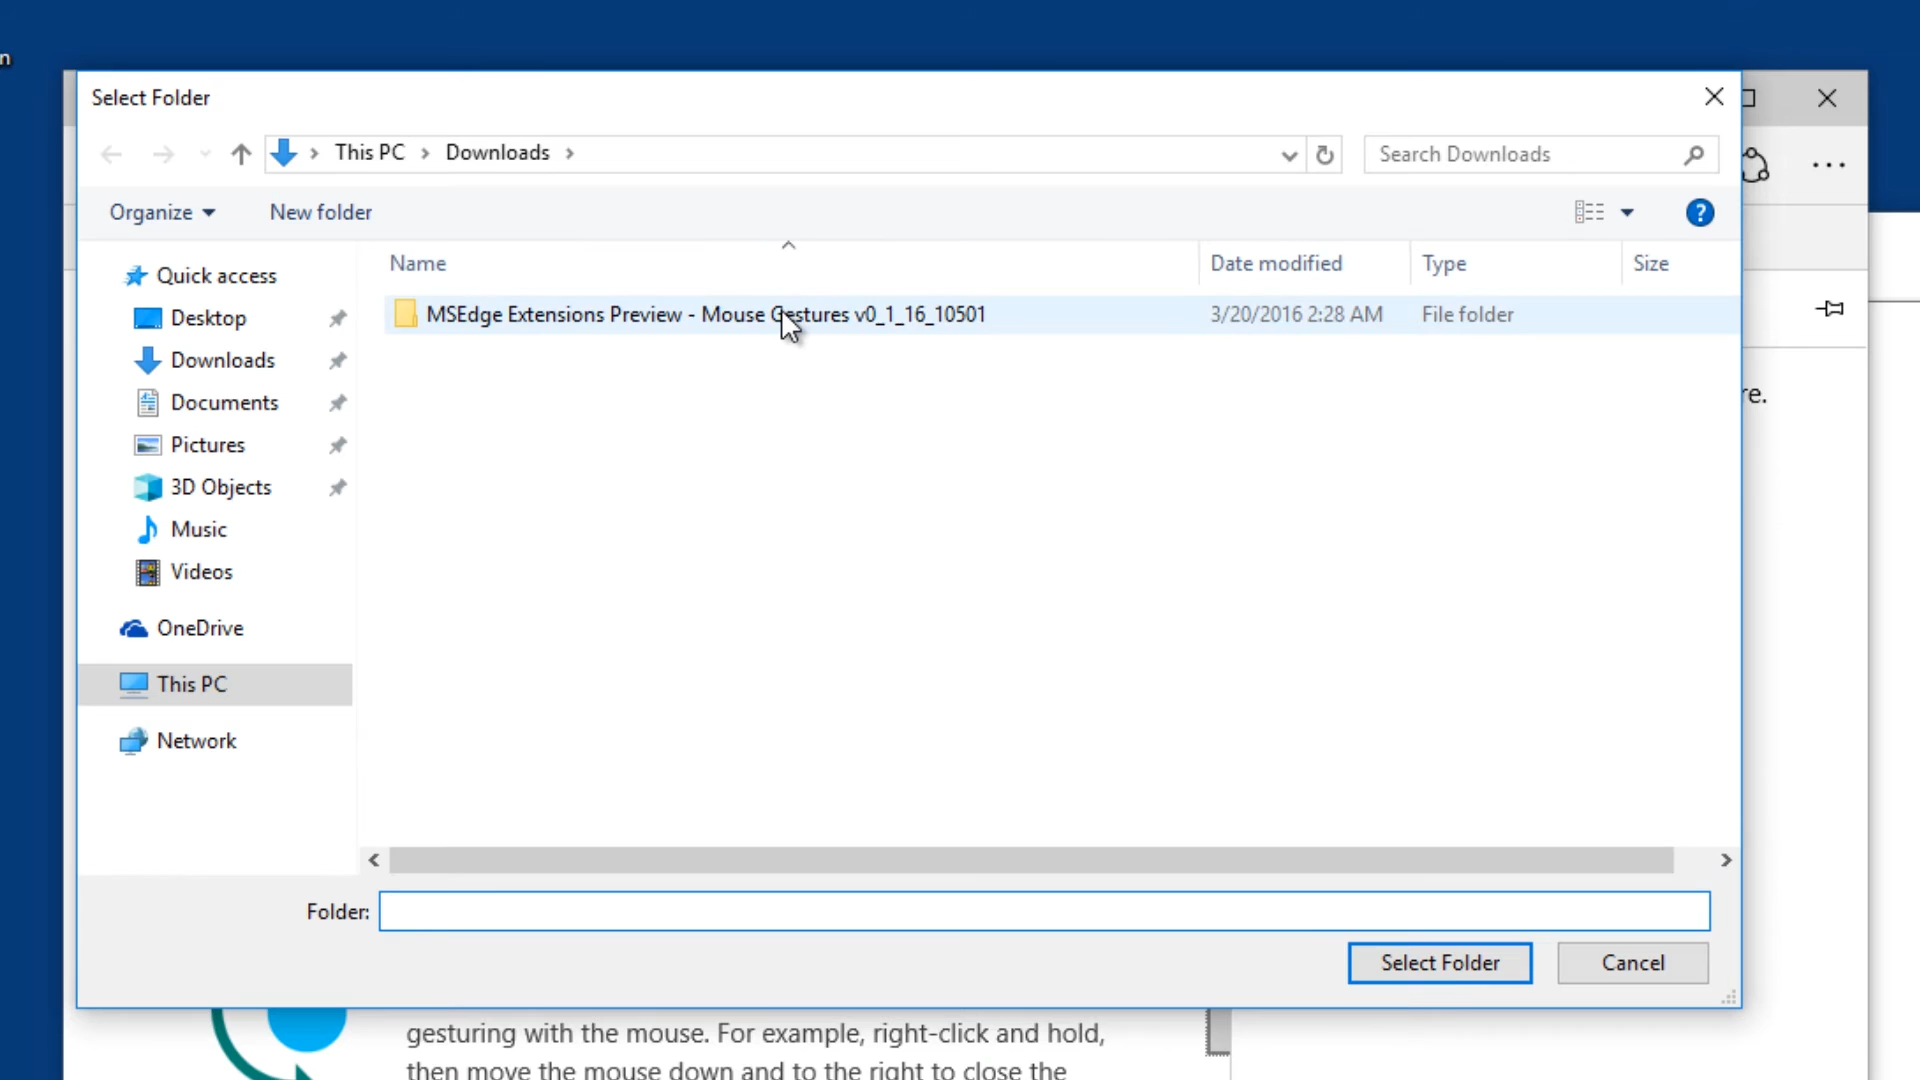 n
Select Folder
This PC > Downloads >
Search Downloads
Organize
New folder
?
Name
Date modified
Type
Size
Quick access
MSEdge Extensions Preview - Mouse Gestures v0_1_16_10501
3/20/2016 2:28 AM
File folder
Desktop
Downloads
Documents
re.
Pictures
3D Objects
Music
Videos
OneDrive
This PC
Network
Folder:
Select Folder
Cancel
gesturing with the mouse. For example, right-click and hold,
then move the mouse down and to the right to close the